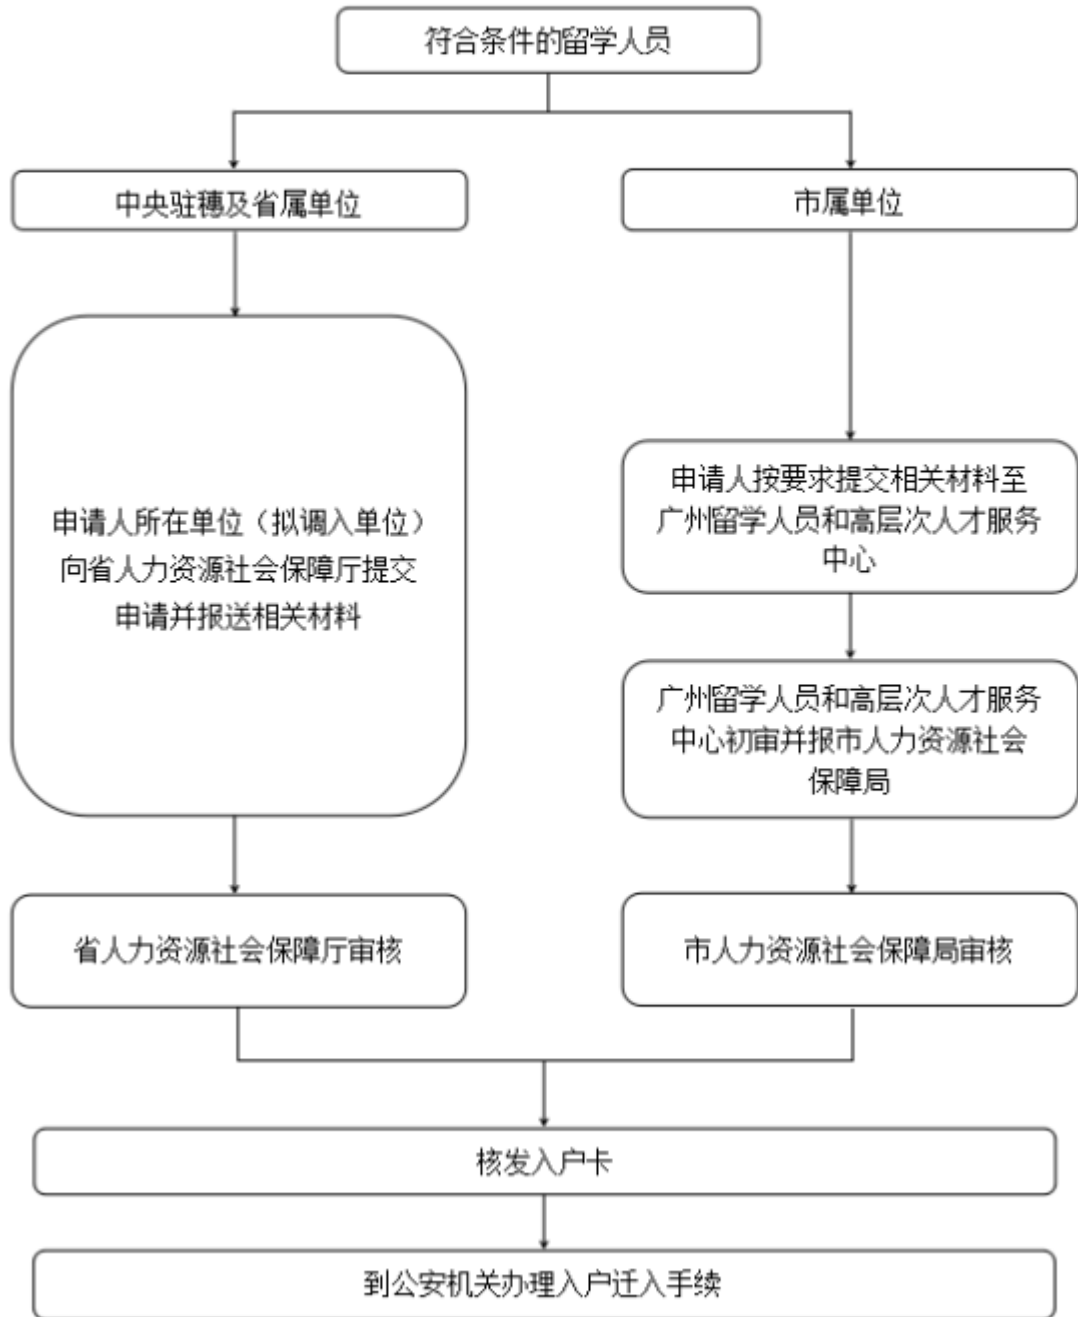 符合条件的留学人员
中央驻穗及省属单位
市属单位
申请人所在单位（拟调入单位）
向省人力资源社会保障厅提交
申请并报送相关材料
申请人按要求提交相关材料至
广州留学人员和高层次人才服务
中心
广州留学人员和高层次人才服务
中心初审并报市人力资源社会
保障局
省人力资源社会保障厅审核
市人力资源社会保障局审核
核发入户卡
到公安机关办理入户迁入手续